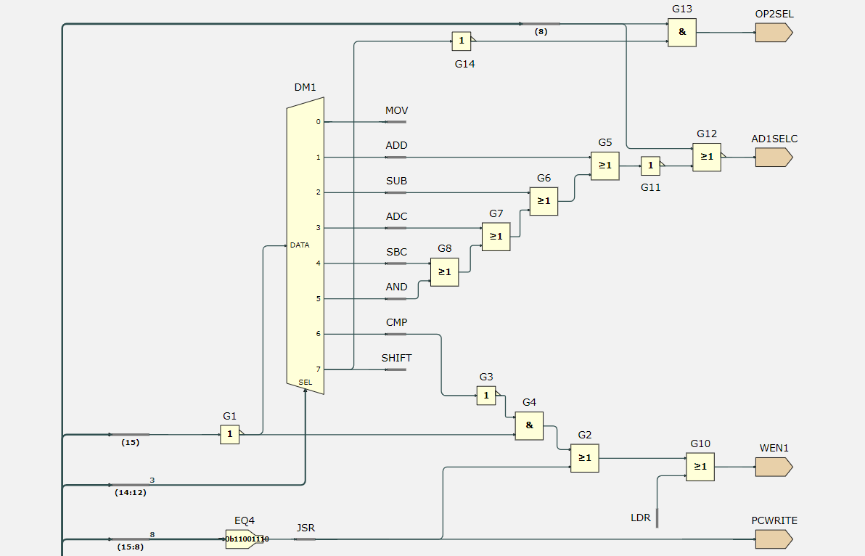 G13
OP2SEL
(8)
&
1
G14
DM1
G12
AD1SELC
MOV
0
G5
ADD
1
≥1
1
≥1
G11
G6
SUB
2
≥1
G7
ADC
3
≥1
DATA
G8
SBC
4
≥1
AND
5
CMP
6
SHIFT
7
SEL
G3
1
G1
G4
1
&
(15)
G2
G10
WEN1
≥1
≥1
3
(14:12)
LDR
EQ4
JSR
PCWRITE
8
(15:8)